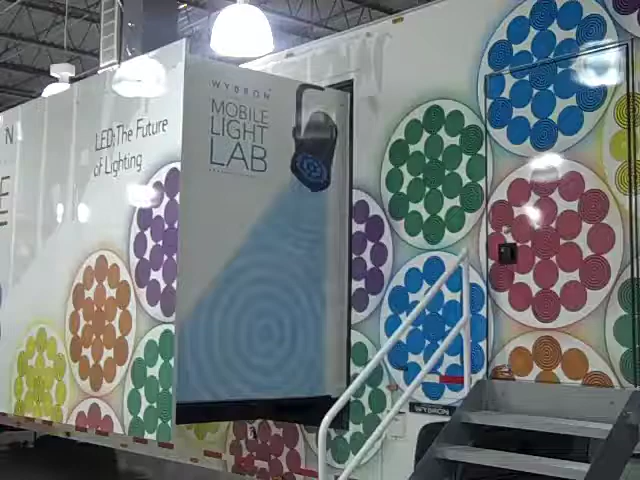 WYBRON
MOBILE
LIGHT
LAB
LED: The Future
of Lighting
N
E
WYBRON